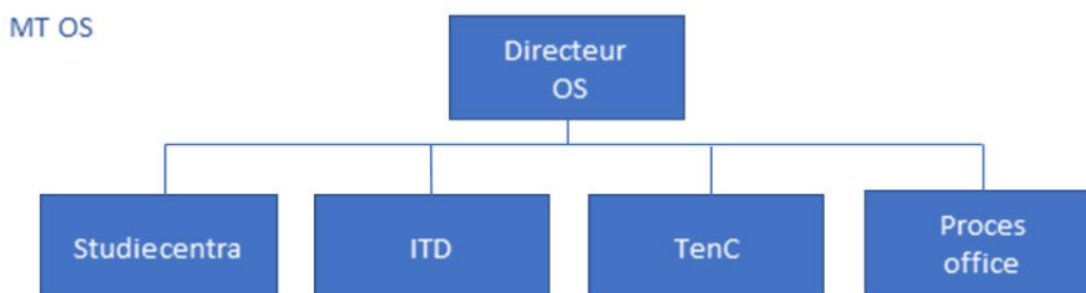 MT OS
Directeur
OS
Studiecentra
ITD
TenC
Proces
office